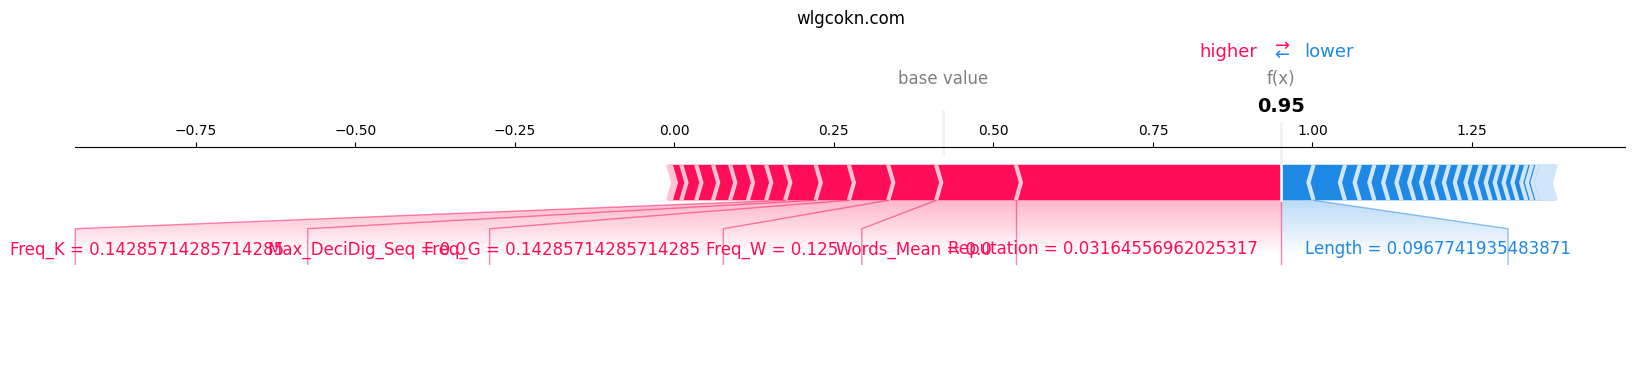 wlgcokn.com
higher ⇄ lower
base value f(x)
0.95
−0.75 −0.50 −0.25 0.00 0.25 0.50 0.75 1.00 1.25
Freq_K = 0.14285714285714285 Max_DeciDig_Seq = 0.0 Freq_G = 0.14285714285714285 Freq_W = 0.125 Words_Mean = 0.0 Reputation = 0.03164556962025317 Length = 0.0967741935483871